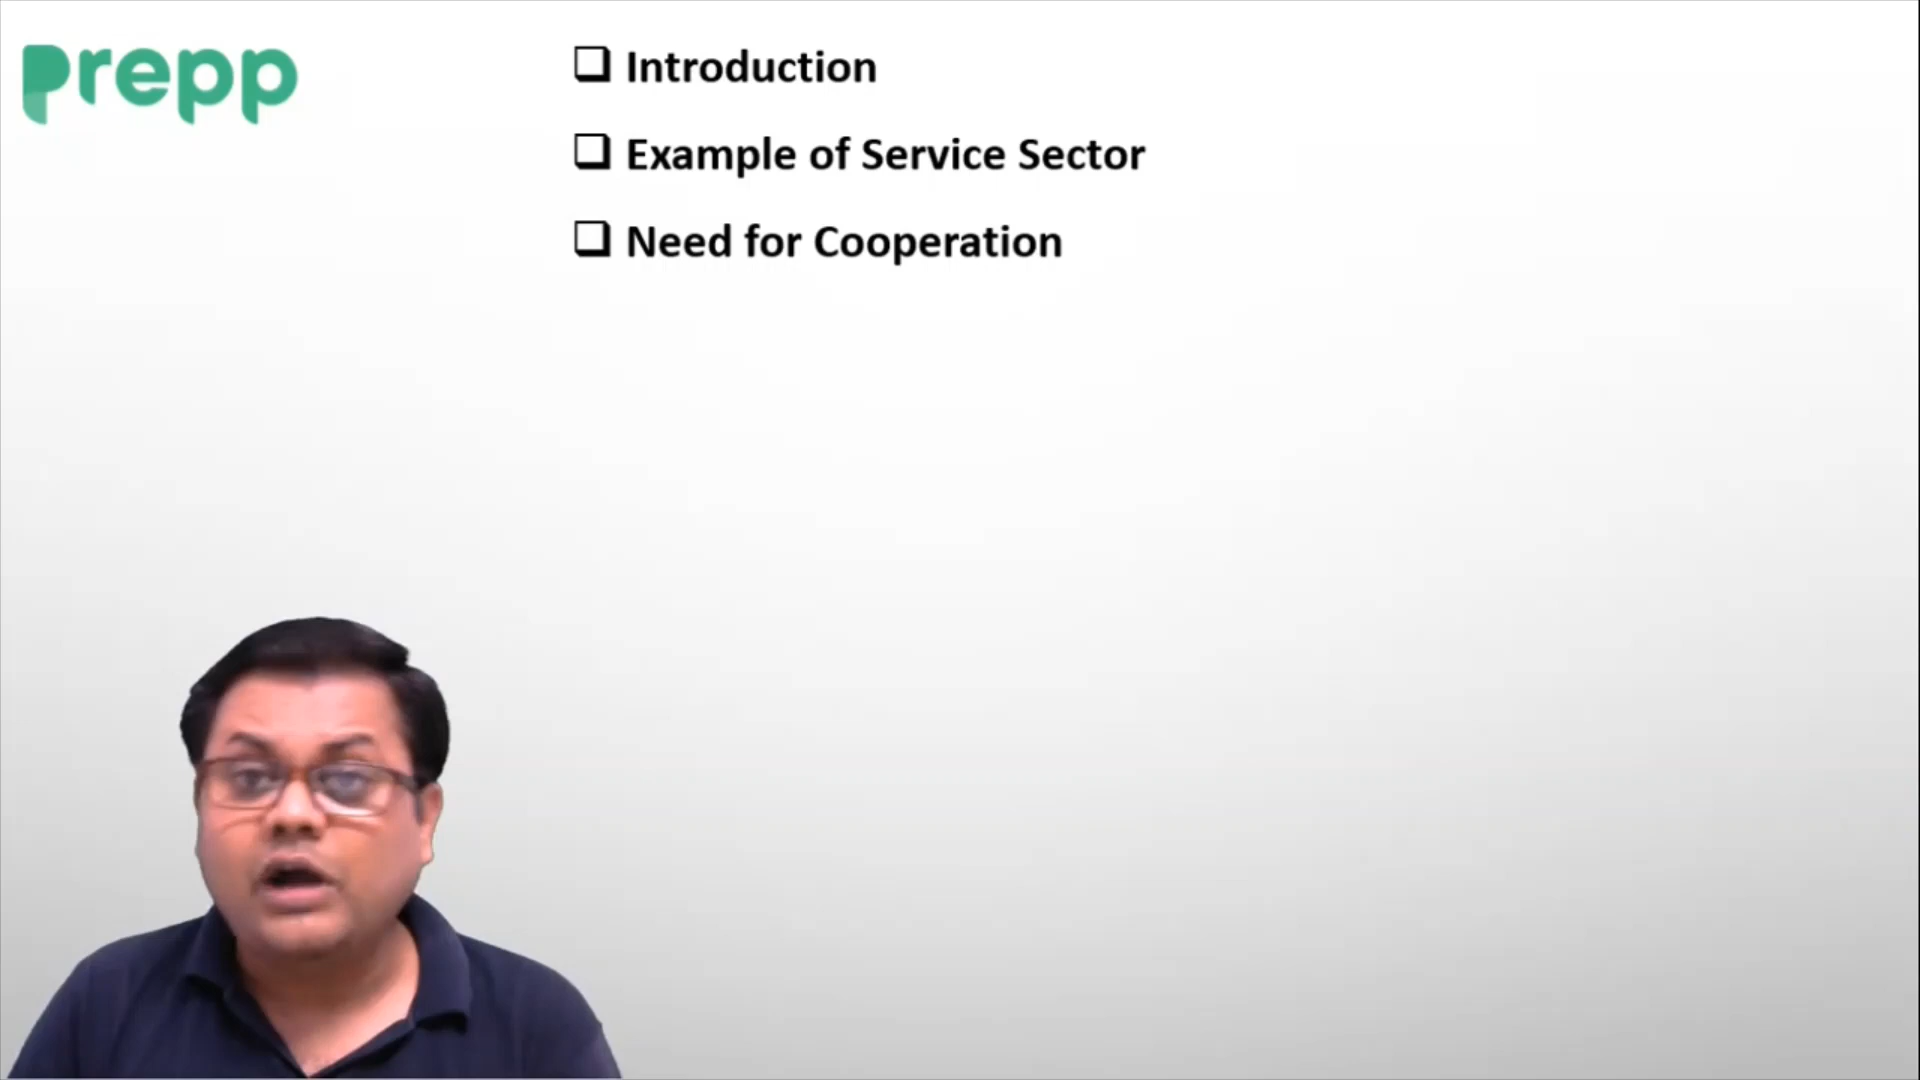 prepp
Introduction
Example of Service Sector
Need for Cooperation